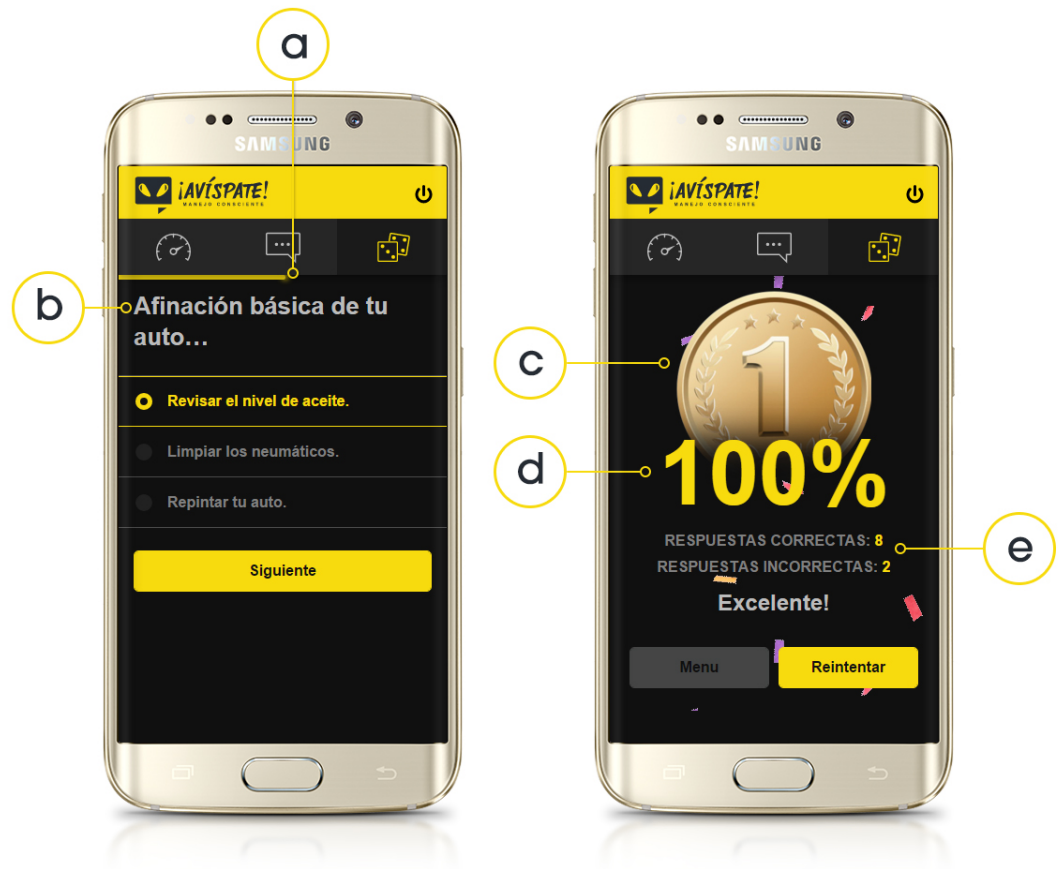 a
SAMSUNG
¡AVÍSPATE!
MANEJO CONSCIENTE
b
Afinación básica de tu
auto...
Revisar el nivel de aceite.
Limpiar los neumáticos.
Repintar tu auto.
Siguiente
SAMSUNG
¡AVÍSPATE!
MANEJO CONSCIENTE
c
1
d
100%
RESPUESTAS CORRECTAS: 8
e
RESPUESTAS INCORRECTAS: 2
Excelente!
Menu
Reintentar